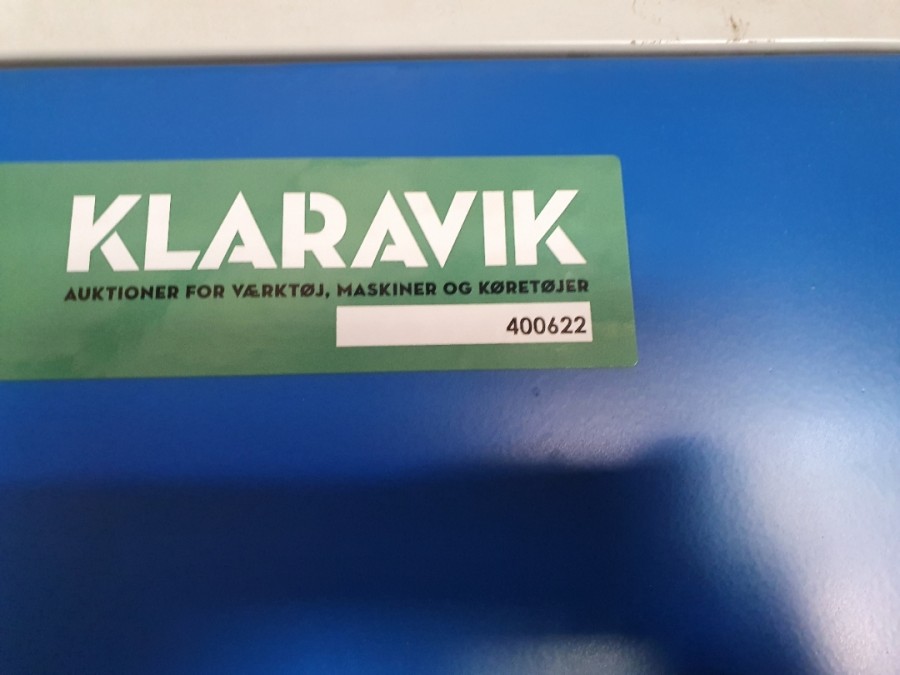 KLARAVIK
AUKTIONER FOR VÆRKTØJ, MASKINER OG KØRETØJER
400622